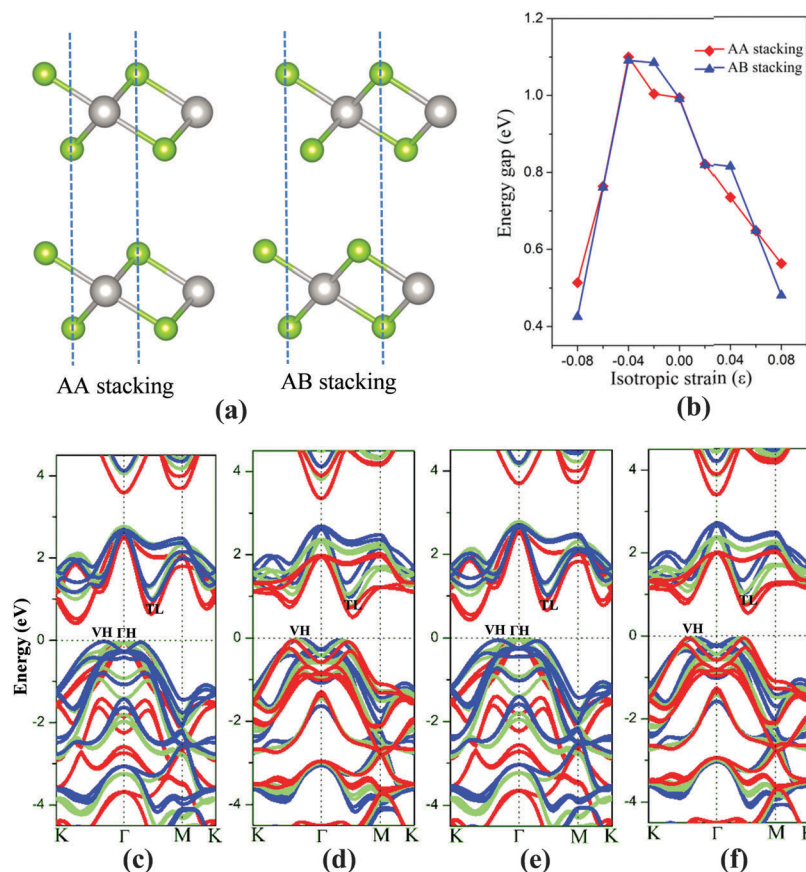 AA stacking
AB stacking
(a)
Energy gap (eV)
1.2
1.0
0.8
0.6
0.4
-0.08
-0.04
0.00
0.04
0.08
Isotropic strain (ε)
AA stacking
AB stacking
(b)
Energy (eV)
4
2
0
-2
-4
VH
ΓH
TL
K
Γ
M
K
(c)
4
2
0
-2
-4
VH
TL
K
Γ
M
K
(d)
4
2
0
-2
-4
VH
ΓH
TL
K
Γ
M
K
(e)
4
2
0
-2
-4
VH
TL
K
Γ
M
K
(f)